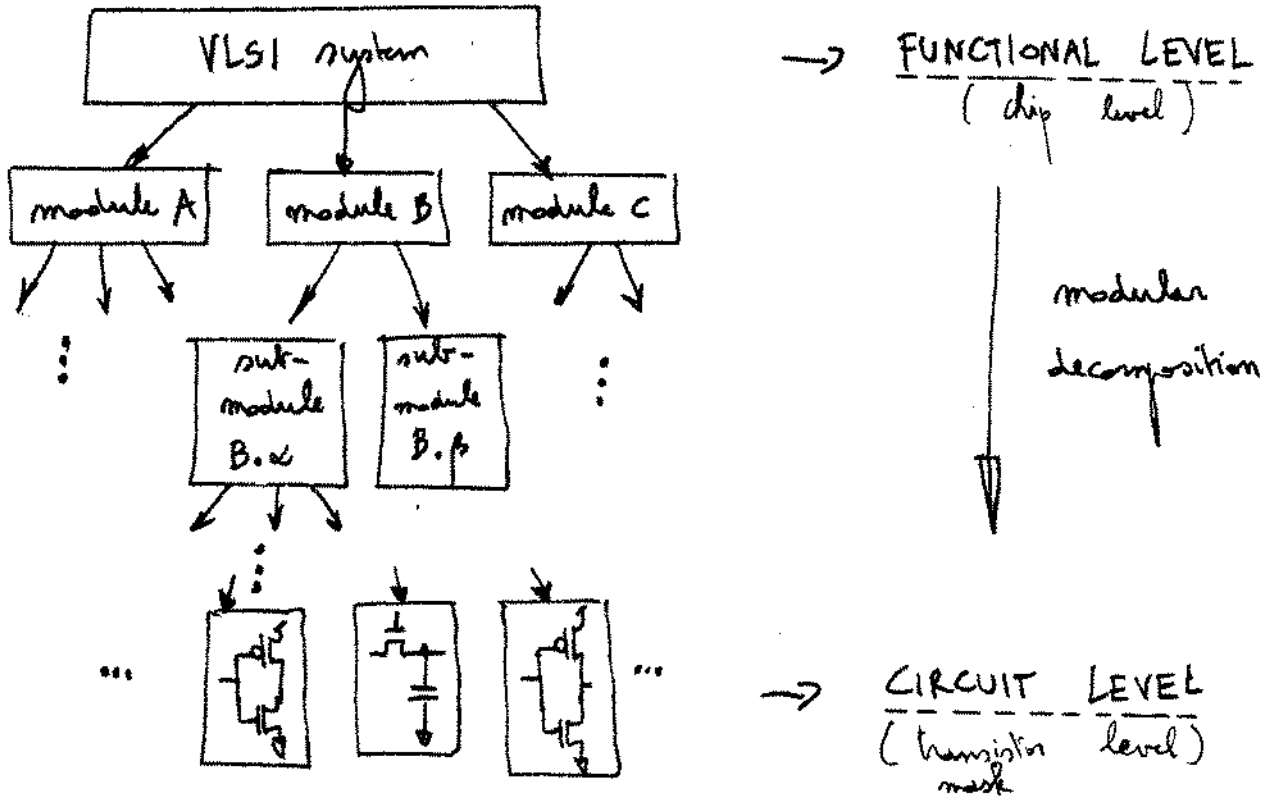 VLSI system
→ FUNCTIONAL LEVEL
(chip level)
module A
module B
module C
modular
decomposition
sub-
module
B.α
sub-
module
B.β
→ CIRCUIT LEVEL
(transistor level)
mask